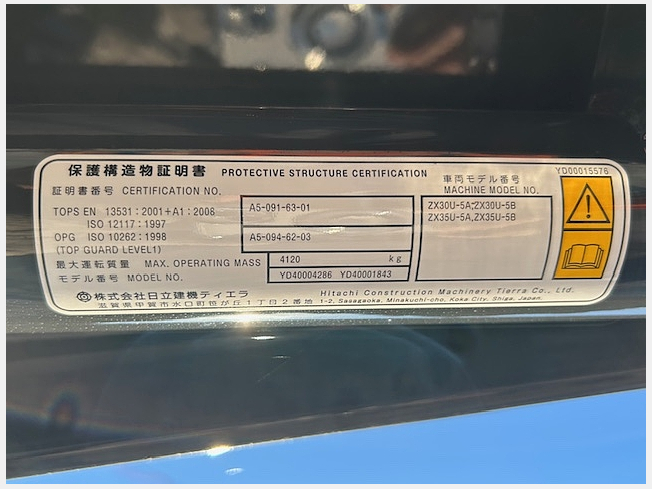 保護構造物証明書 PROTECTIVE STRUCTURE CERTIFICATION
YD00015576
証明書番号 CERTIFICATION NO.
車両モデル番号
MACHINE MODEL NO.
TOPS EN 13531:2001+A1:2008
ISO 12117:1997
A5-091-63-01
ZX30U-5A;ZX30U-5B
ZX35U-5A,ZX35U-5B
OPG ISO 10262:1998
(TOP GUARD LEVEL1)
A5-094-62-03
最大運転質量 MAX. OPERATING MASS 4120 kg
モデル番号 MODEL NO. YD40004286 YD40001843
株式会社日立建機ティエラ
滋賀県甲賀市水口町笹が丘1丁目2番地
Hitachi Construction Machinery Tierra Co., Ltd.
1-2, Sasagaoka, Minakuchi-cho, Koka City, Shiga, Japan.